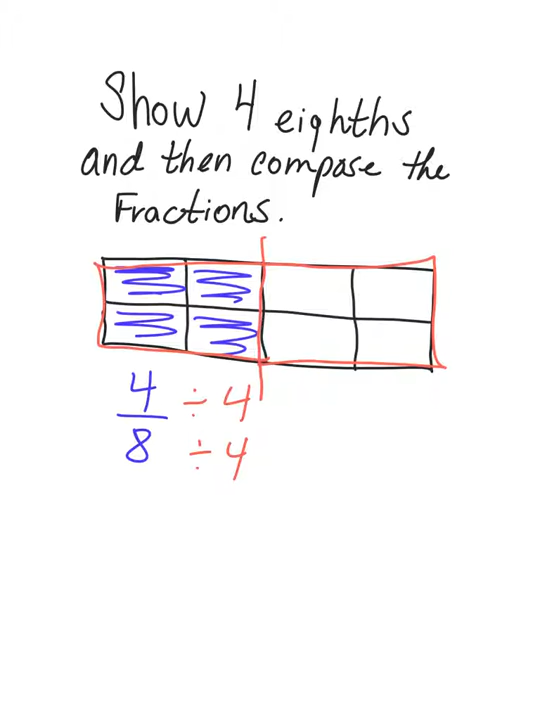 Show 4 eighths
and then compose the
Fractions.
4 ÷ 4
8 ÷ 4